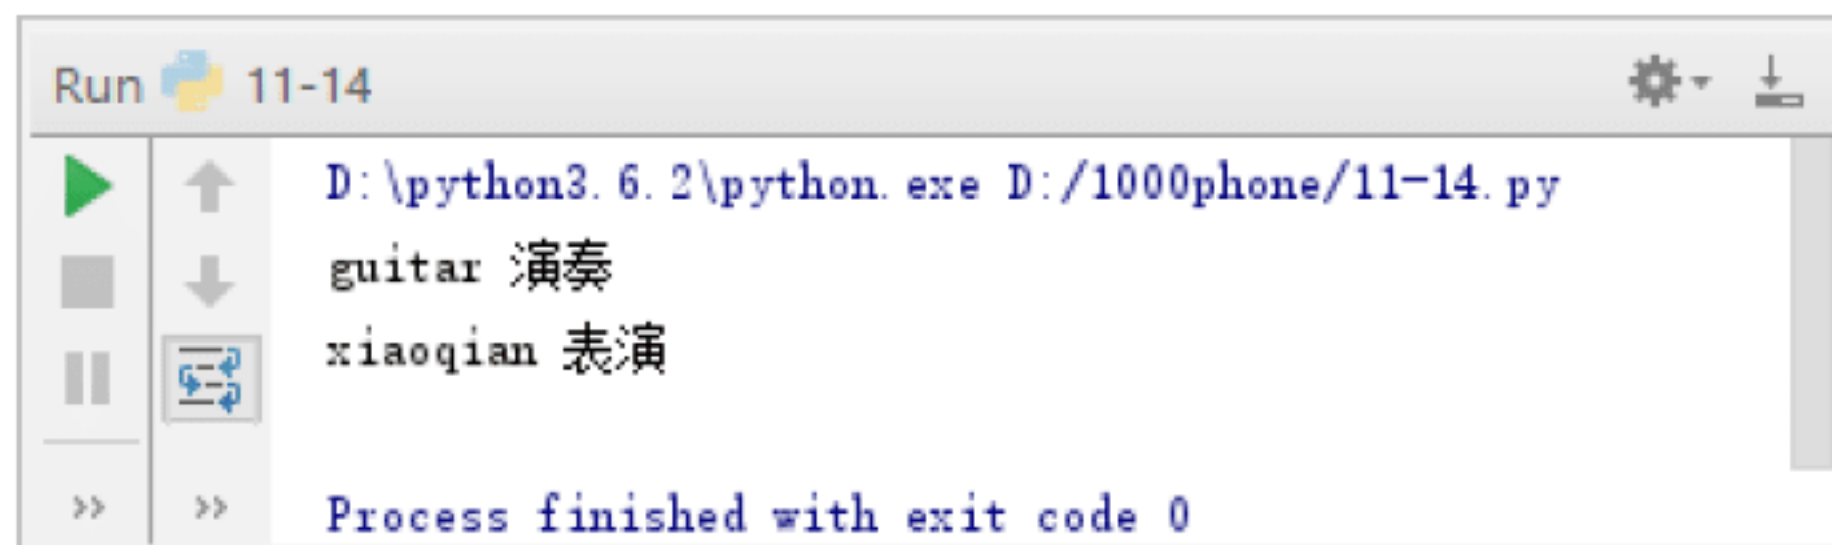 Run 11-14
D:\python3.6.2\python.exe D:/1000phone/11-14.py
guitar 演奏
xiaoqian 表演
Process finished with exit code 0